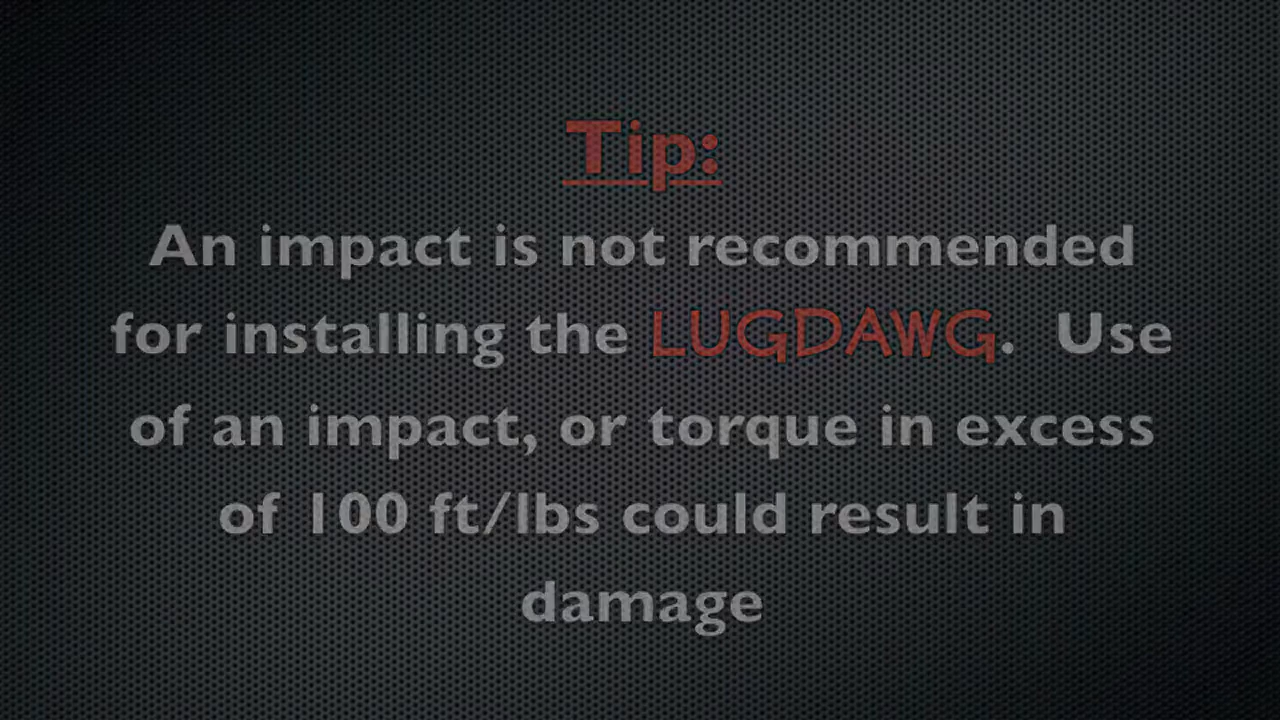 Tip:
An impact is not recommended
for installing the LUGDAWG.  Use
of an impact, or torque in excess
of 100 ft/lbs could result in
damage